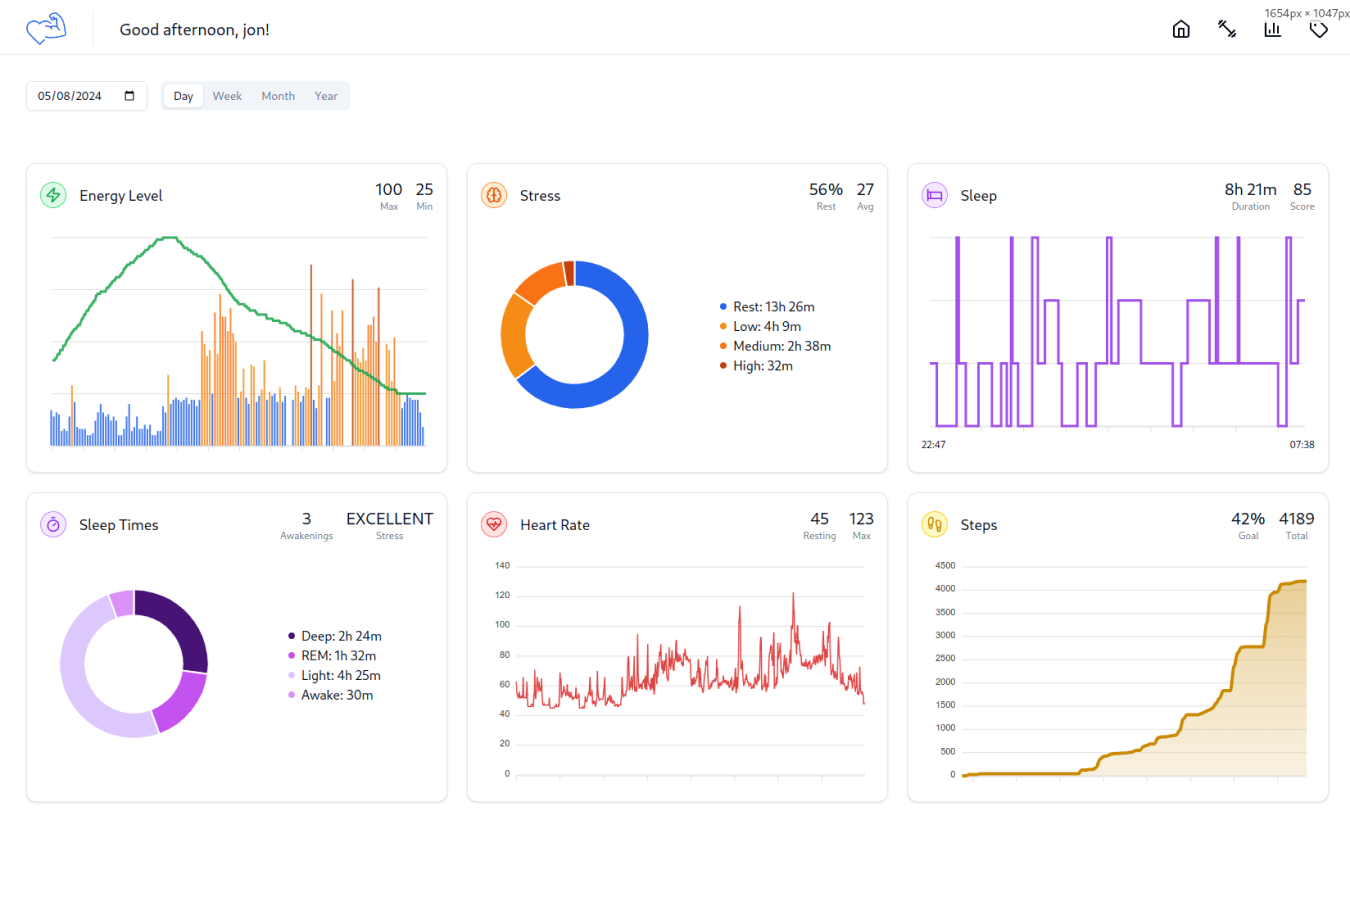 1654px × 1047px
Good afternoon, jon!
05/08/2024
Day Week Month Year
Energy Level
100 25
Max Min
Stress
56% 27
Rest Avg
Rest: 13h 26m
Low: 4h 9m
Medium: 2h 38m
High: 32m
Sleep
8h 21m 85
Duration Score
22:47 07:38
Sleep Times
3 EXCELLENT
Awakenings Stress
Deep: 2h 24m
REM: 1h 32m
Light: 4h 25m
Awake: 30m
Heart Rate
45 123
Resting Max
140
120
100
80
60
40
20
0
Steps
42% 4189
Goal Total
4500
4000
3500
3000
2500
2000
1500
1000
500
0